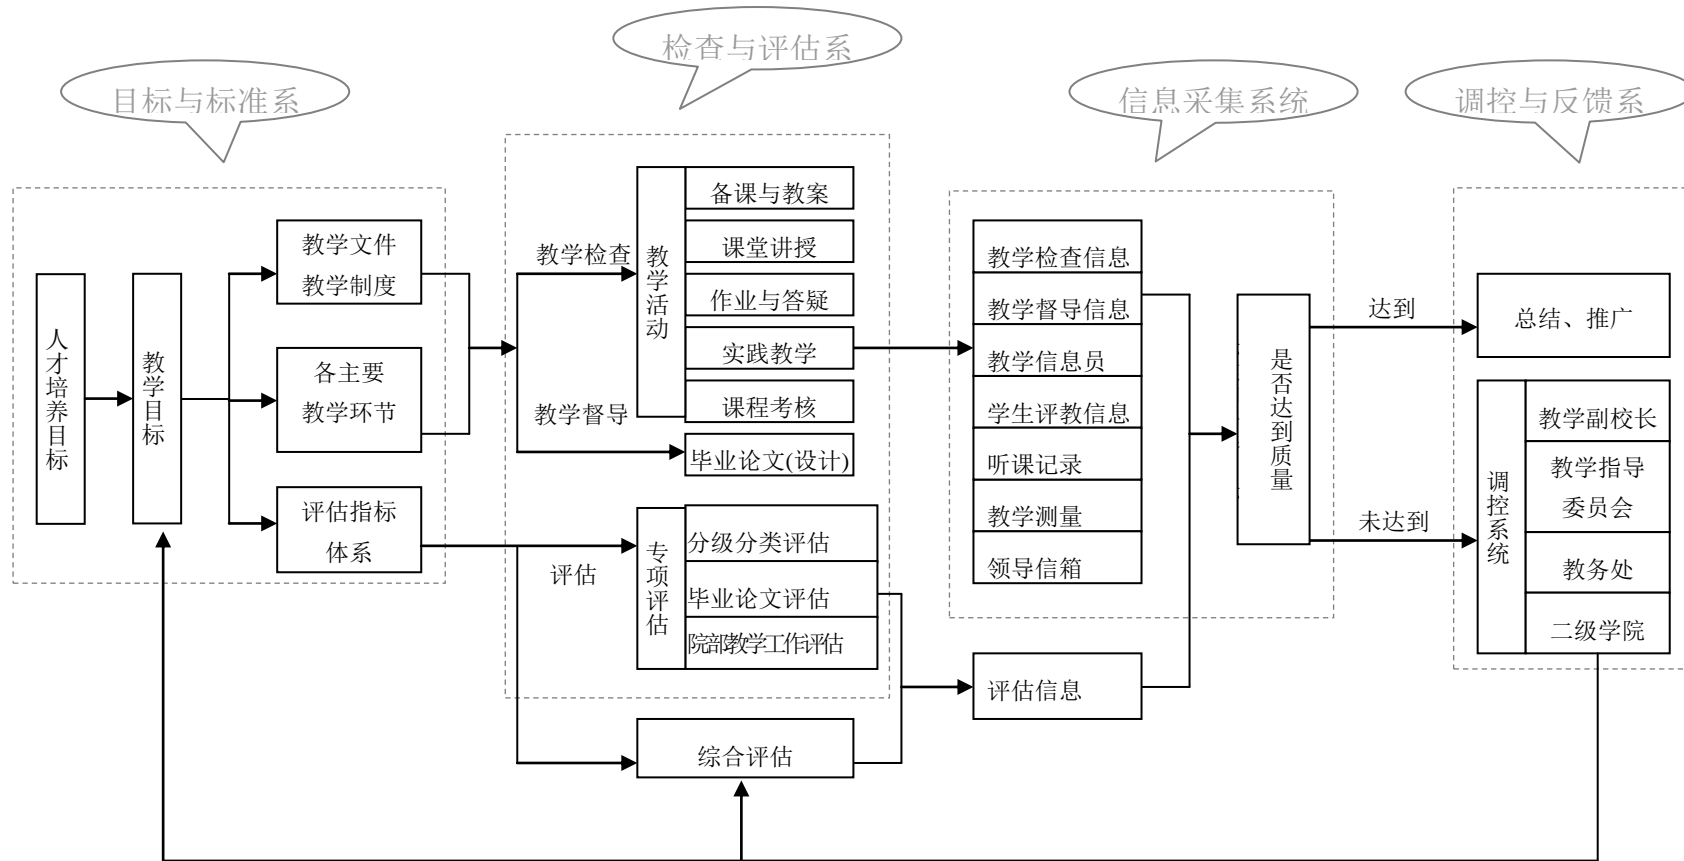 检查与评估系
目标与标准系
信息采集系统
调控与反馈系
人才培养目标
教学目标
教学文件
教学制度
各主要
教学环节
评估指标
体系
教学检查
教学督导
评估
教学活动
备课与教案
课堂讲授
作业与答疑
实践教学
课程考核
毕业论文(设计)
专项评估
分级分类评估
毕业论文评估
院部教学工作评估
综合评估
教学检查信息
教学督导信息
教学信息员
学生评教信息
听课记录
教学测量
领导信箱
评估信息
是否达到质量
达到
未达到
总结、推广
调控系统
教学副校长
教学指导
委员会
教务处
二级学院